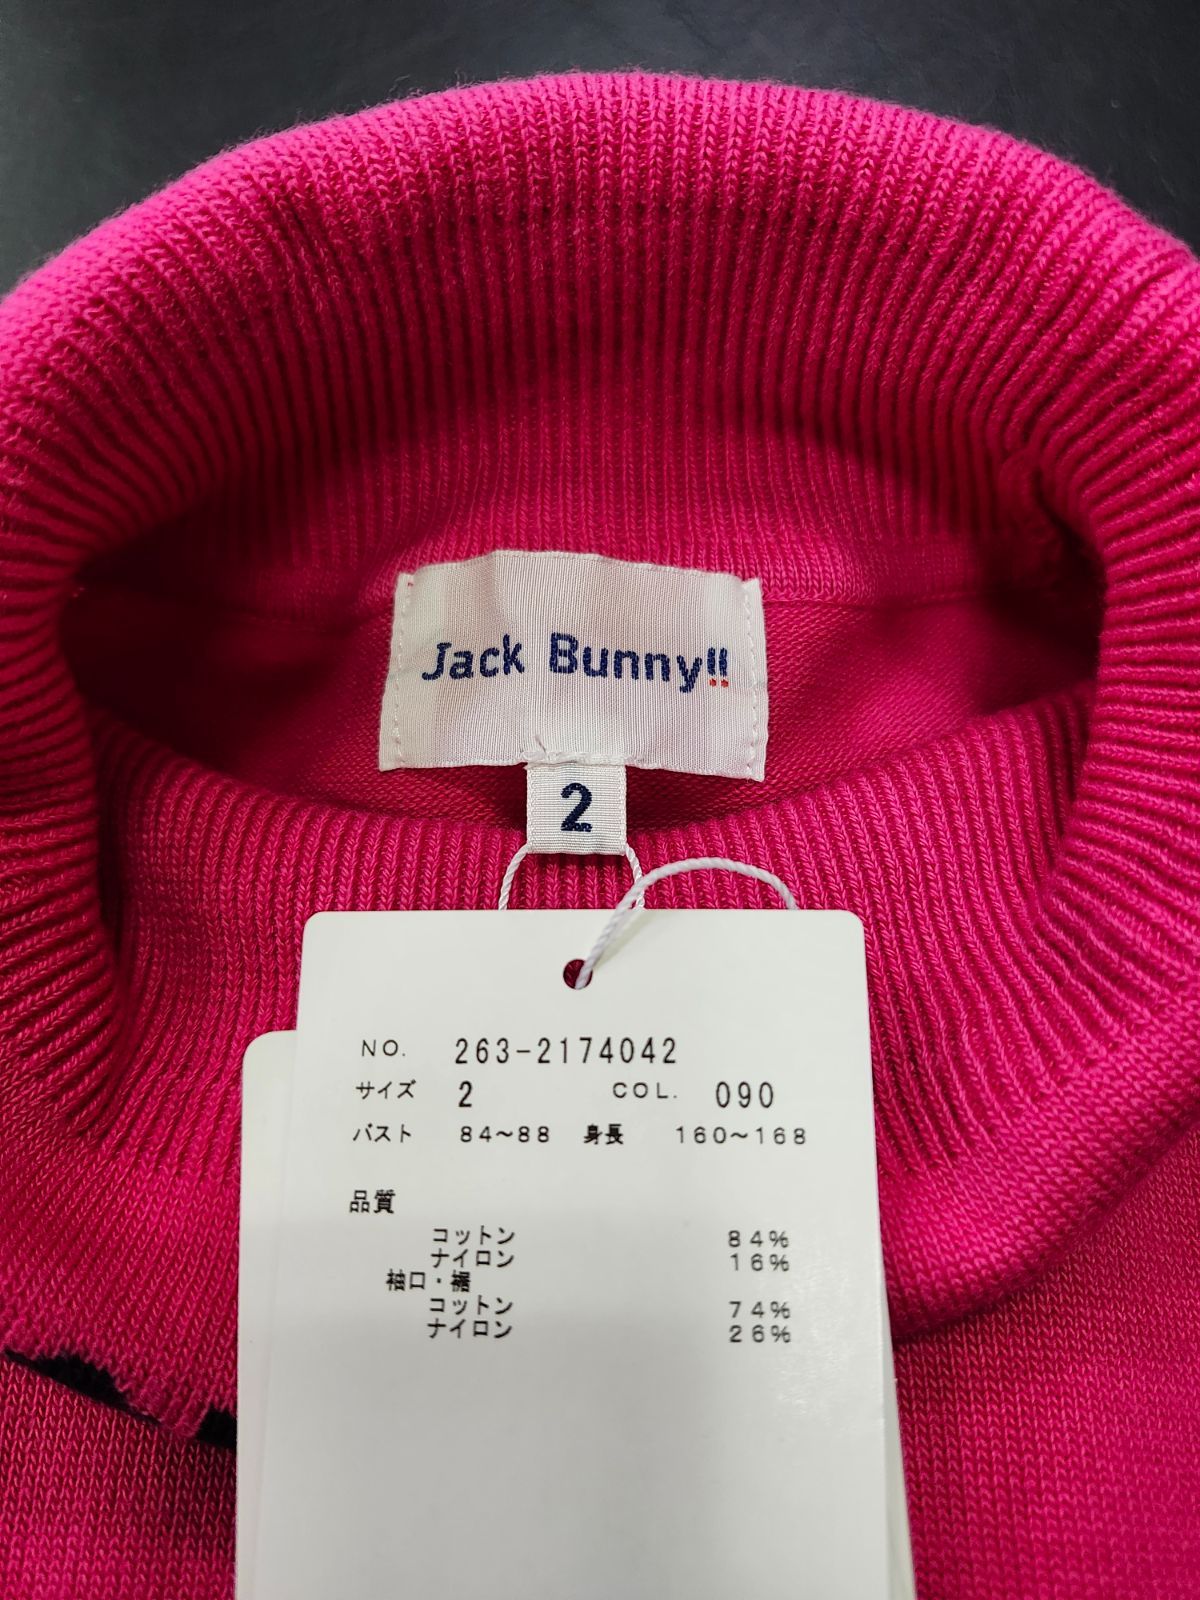 Jack Bunny!!
2
NO. 263-2174042
サイズ 2 COL. 090
バスト 84～88 身長 160～168
品質
コットン 84%
ナイロン 16%
袖口・裾
コットン 74%
ナイロン 26%